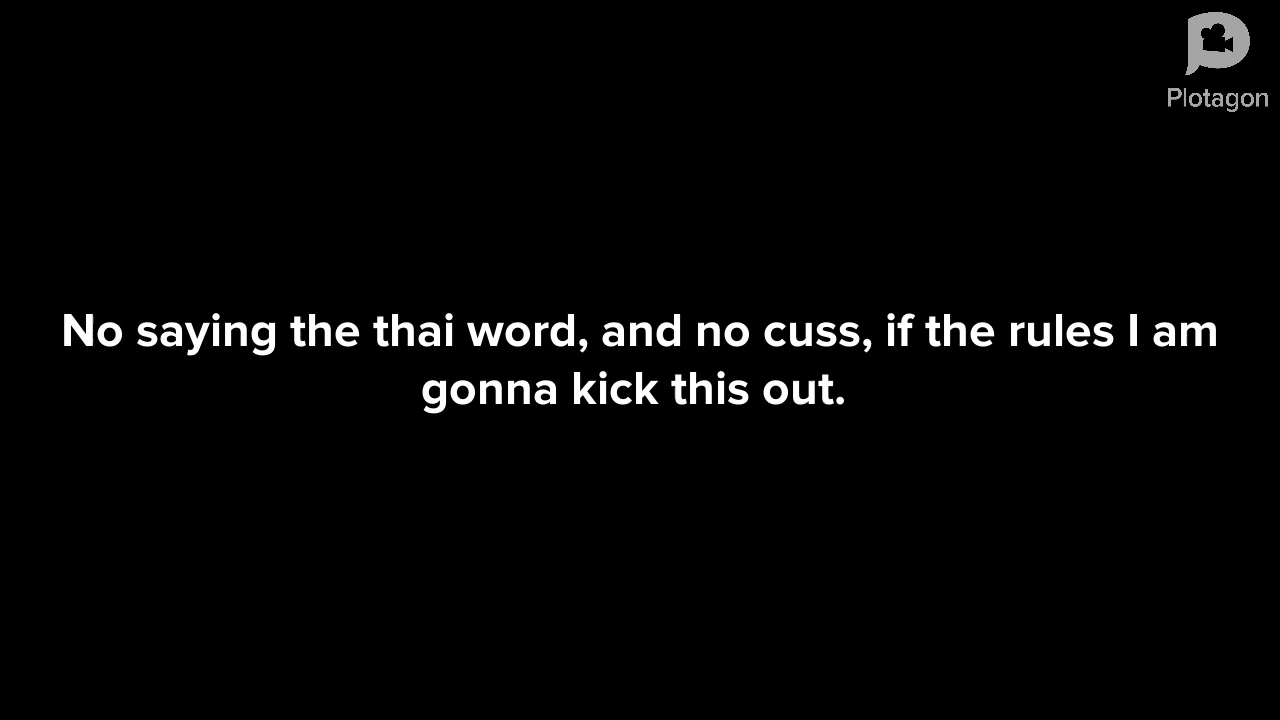 Plotagon
No saying the thai word, and no cuss, if the rules I am
gonna kick this out.